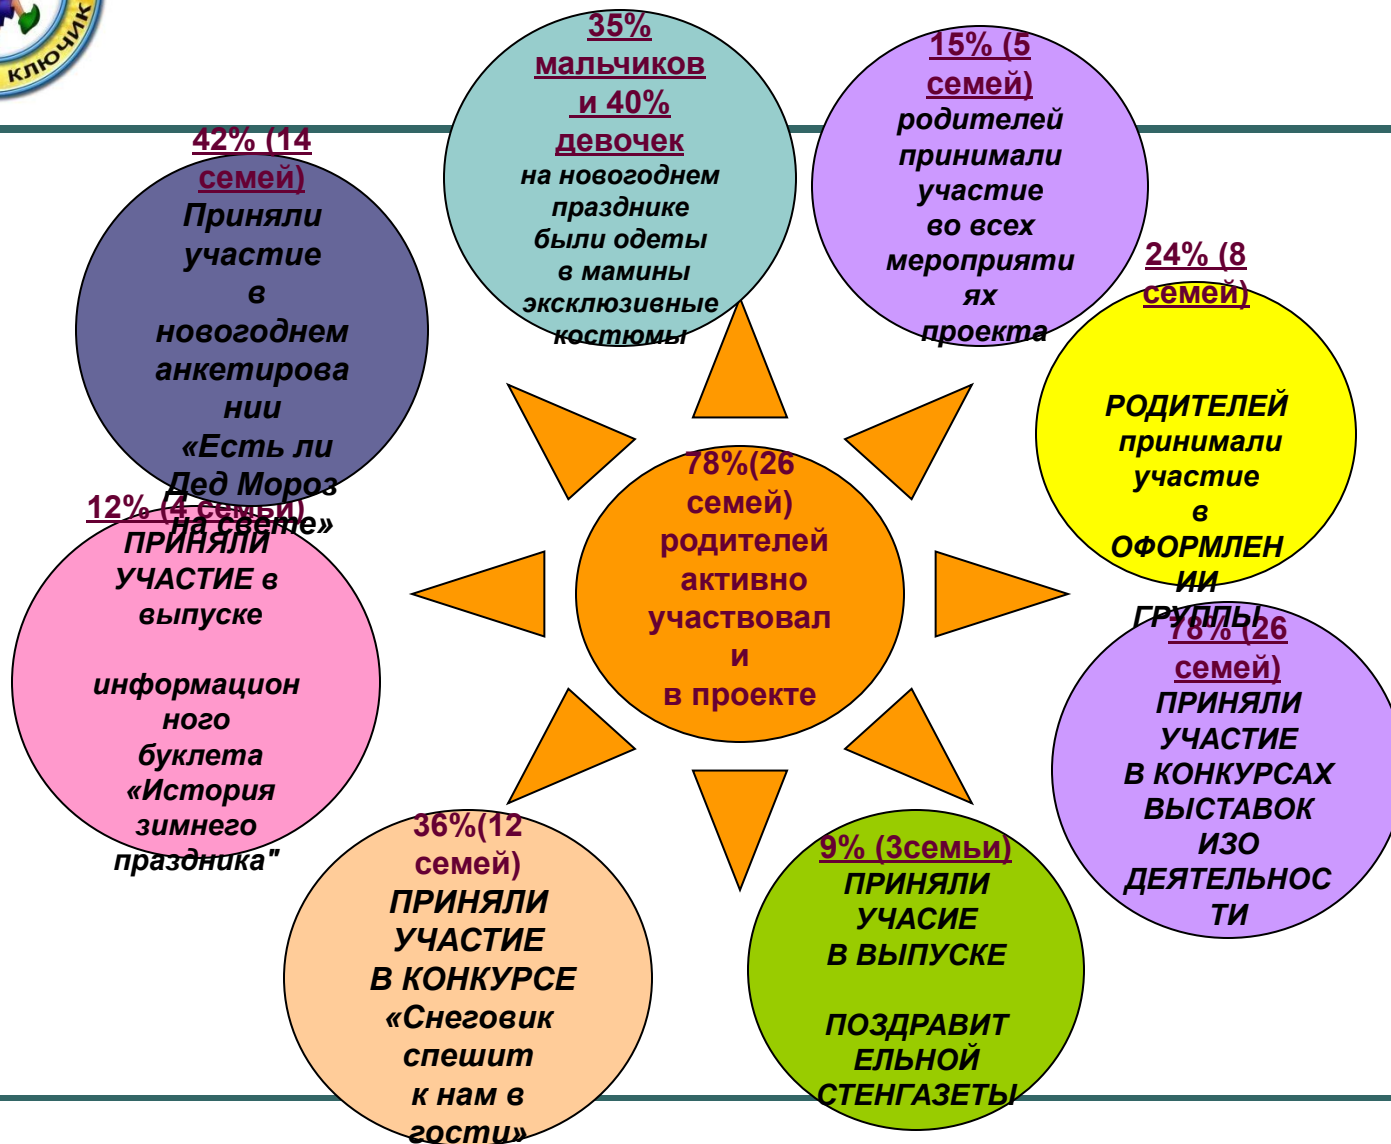 КЛЮЧИК
35%
мальчиков
и 40%
девочек
на новогоднем
празднике
были одеты
в мамины
эксклюзивные
костюмы
15% (5
семей)
родителей
принимали
участие
во всех
мероприяти
ях
проекта
42% (14
семей)
Приняли
участие
в
новогоднем
анкетирова
нии
«Есть ли
Дед Мороз
на свете»
24% (8
семей)
РОДИТЕЛЕЙ
принимали
участие
в
ОФОРМЛЕН
ИИ
ГРУППЫ
78%(26
семей)
родителей
активно
участвовал
и
в проекте
12% (4 семьи)
ПРИНЯЛИ
УЧАСТИЕ в
выпуске
информацион
ного
буклета
«История
зимнего
праздника"
78% (26
семей)
ПРИНЯЛИ
УЧАСТИЕ
В КОНКУРСАХ
ВЫСТАВОК
ИЗО
ДЕЯТЕЛЬНОС
ТИ
36%(12
семей)
ПРИНЯЛИ
УЧАСТИЕ
В КОНКУРСЕ
«Снеговик
спешит
к нам в
гости»
9% (3семьи)
ПРИНЯЛИ
УЧАСИЕ
В ВЫПУСКЕ
ПОЗДРАВИТ
ЕЛЬНОЙ
СТЕНГАЗЕТЫ